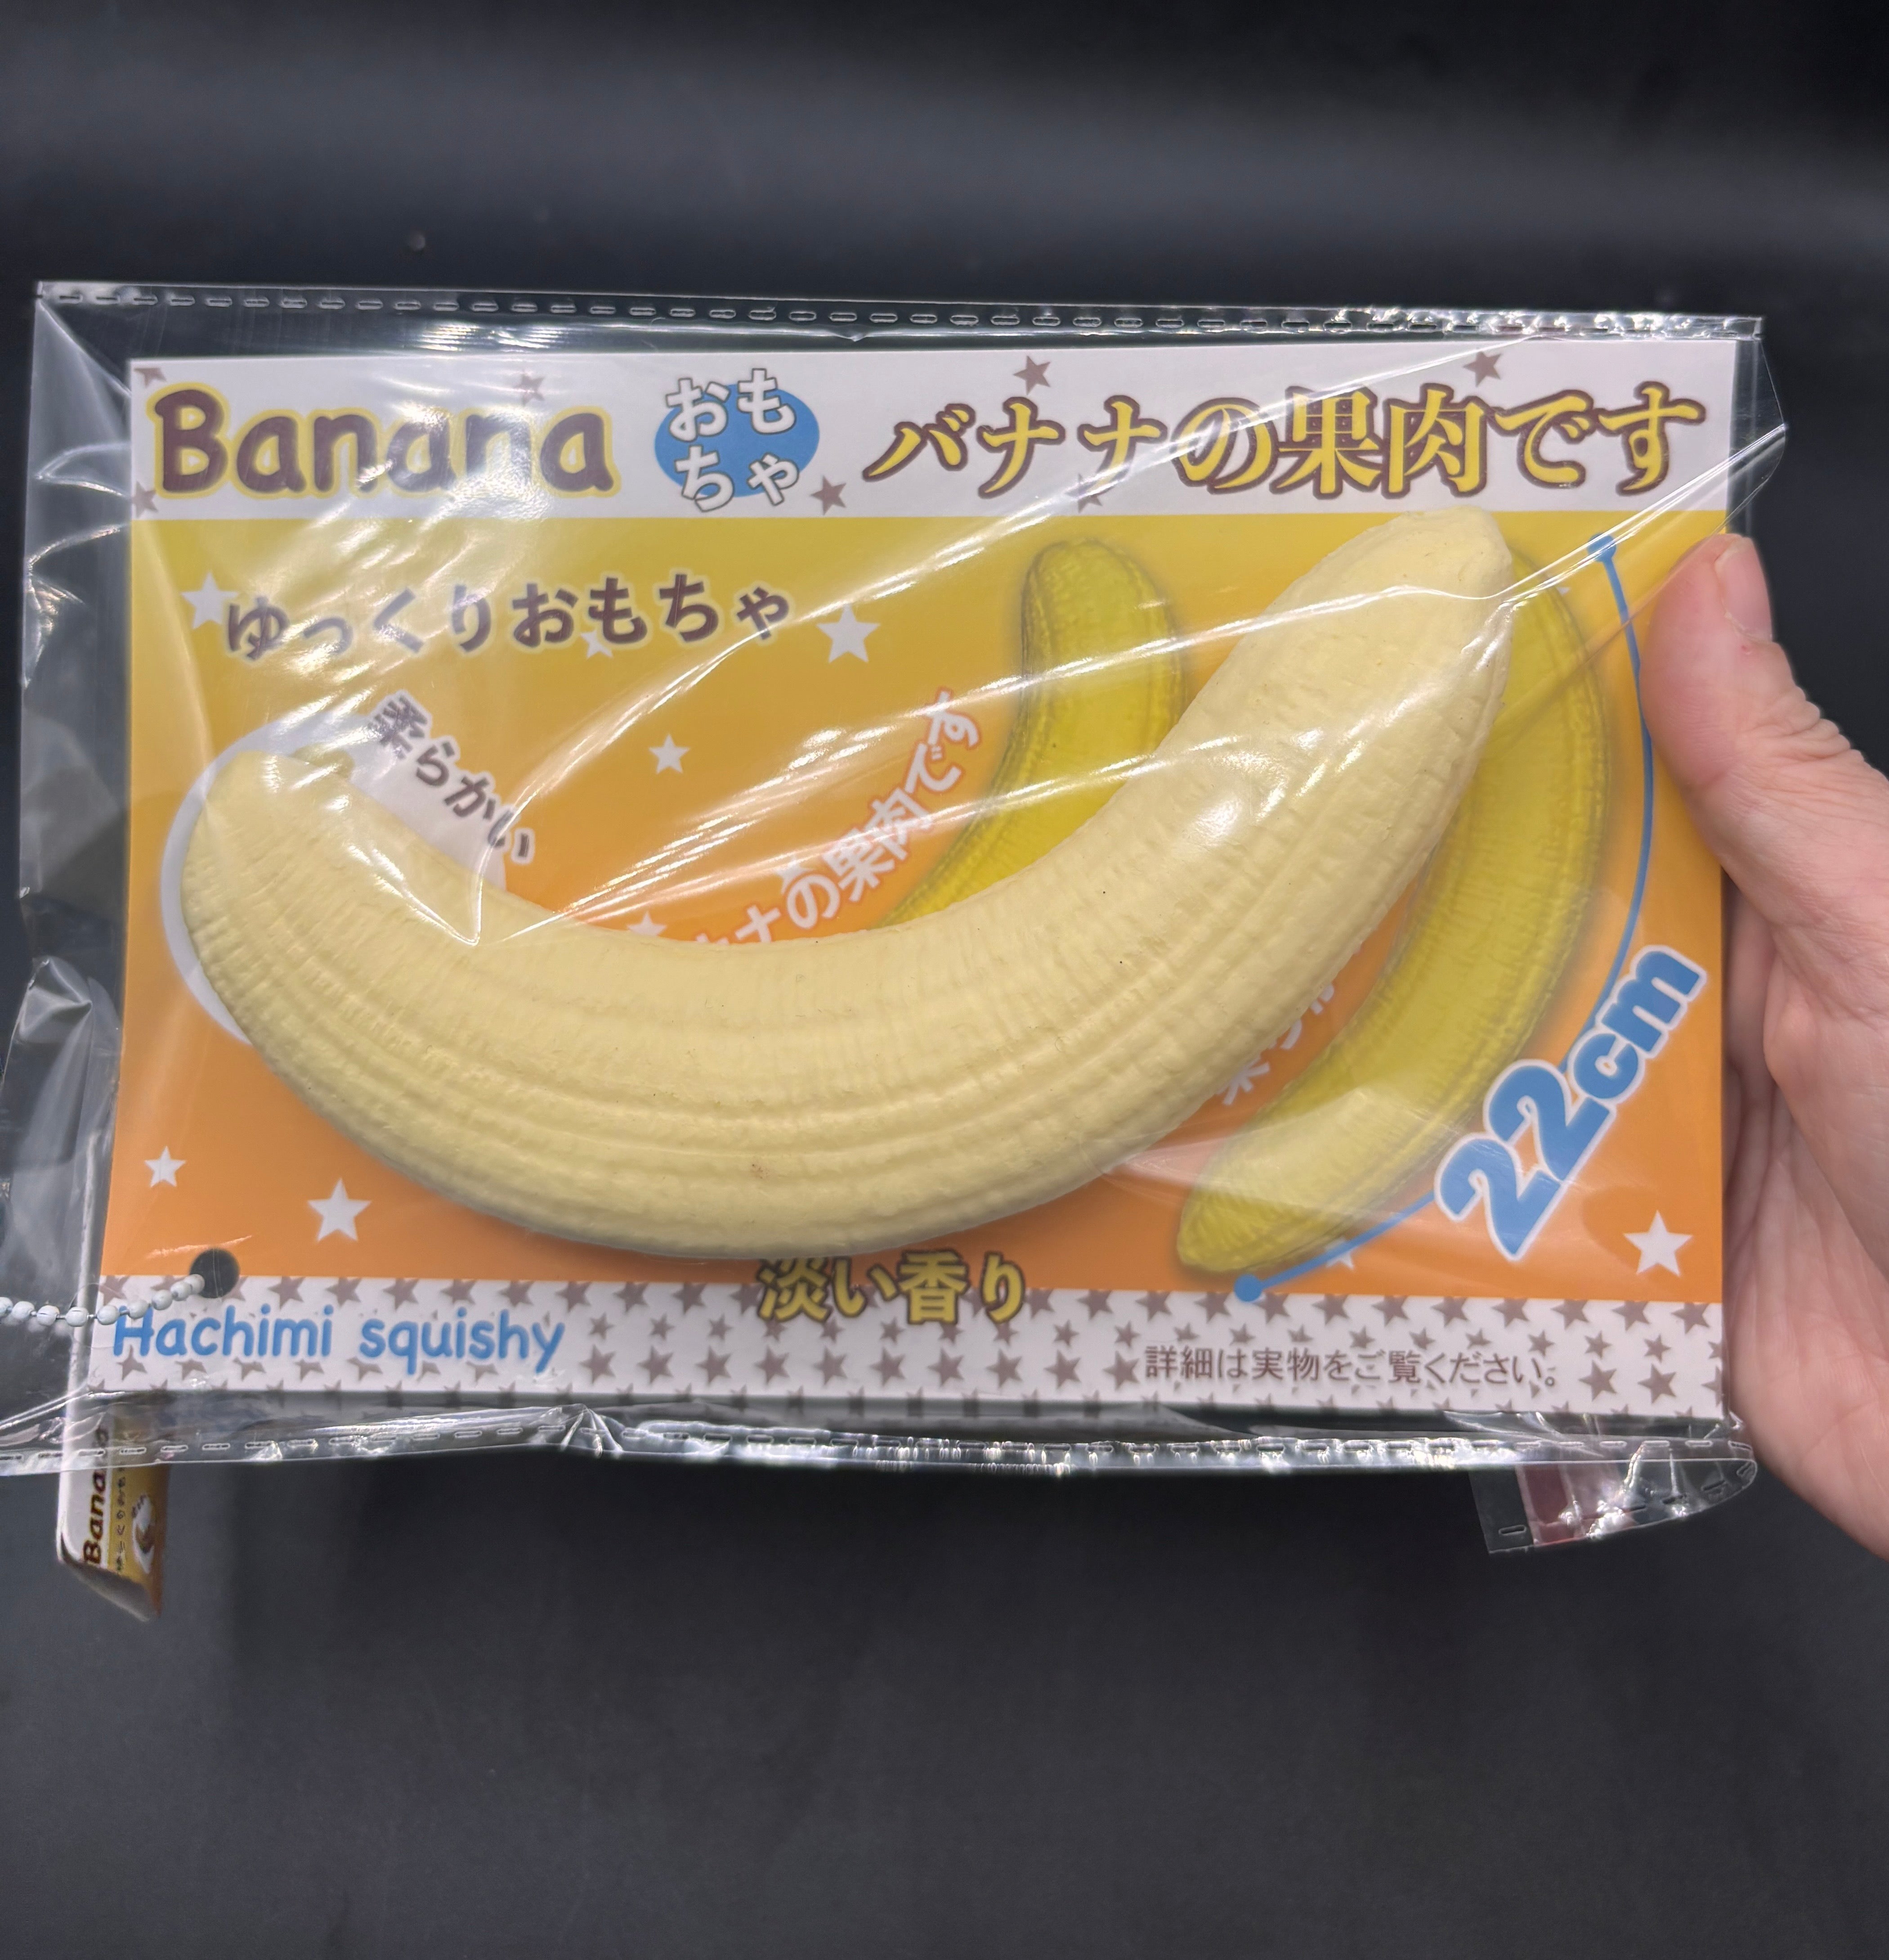 Banana
おも
ちゃ
バナナの果肉です
ゆっくりおもちゃ
柔らかい
ナの果肉です
22cm
淡い香り
Hachimi squishy
詳細は実物をご覧ください。
Bana